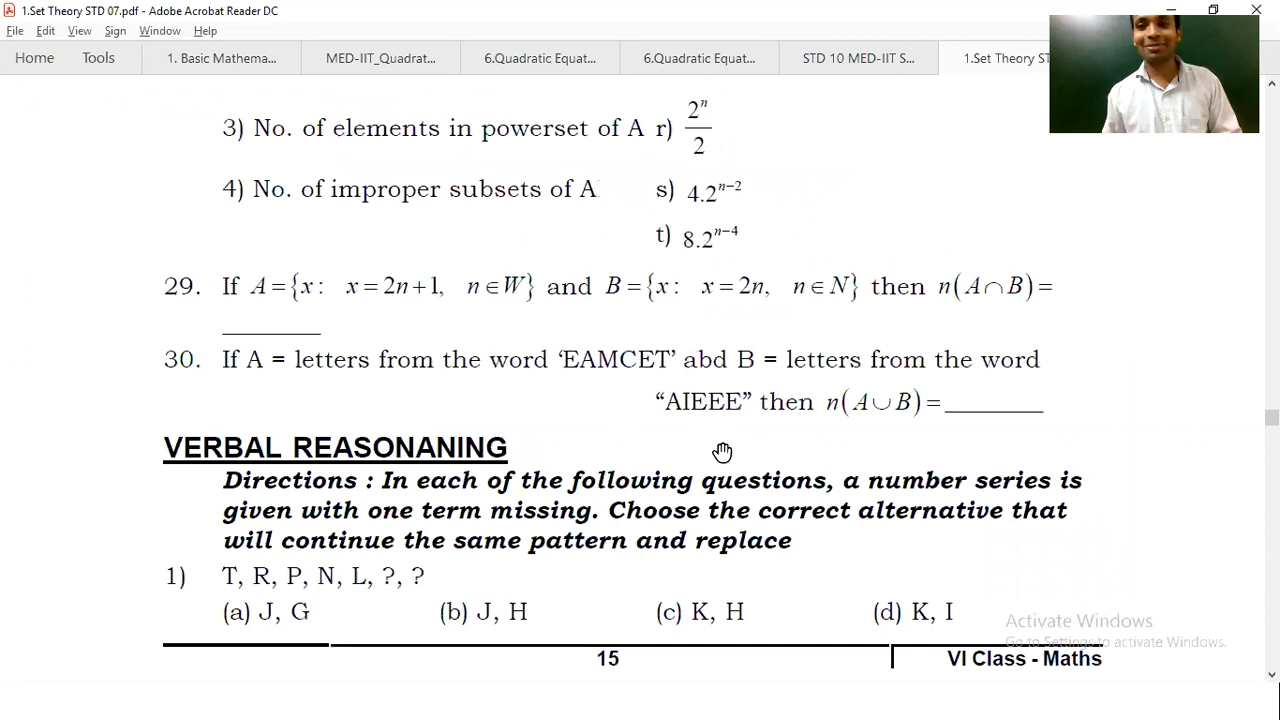 1.Set Theory STD 07.pdf - Adobe Acrobat Reader DC
File Edit View Sign Window Help
Home Tools 1. Basic Mathema... MED-IIT_Quadrat... 6.Quadratic Equat... 6.Quadratic Equat... STD 10 MED-IIT S... 1.Set Theory ST
3) No. of elements in powerset of A r) 2ⁿ/2
4) No. of improper subsets of A s) 4.2ⁿ⁻²
t) 8.2ⁿ⁻⁴
29. If A = {x : x = 2n+1, n ∈ W} and B = {x : x = 2n, n ∈ N} then n(A∩B) =
________
30. If A = letters from the word ‘EAMCET’ abd B = letters from the word
“AIEEE” then n(A∪B) = ________
VERBAL REASONANING
Directions : In each of the following questions, a number series is
given with one term missing. Choose the correct alternative that
will continue the same pattern and replace
1) T, R, P, N, L, ?, ?
(a) J, G (b) J, H (c) K, H (d) K, I
Activate Windows
Go to Settings to activate Windows.
15 VI Class - Maths